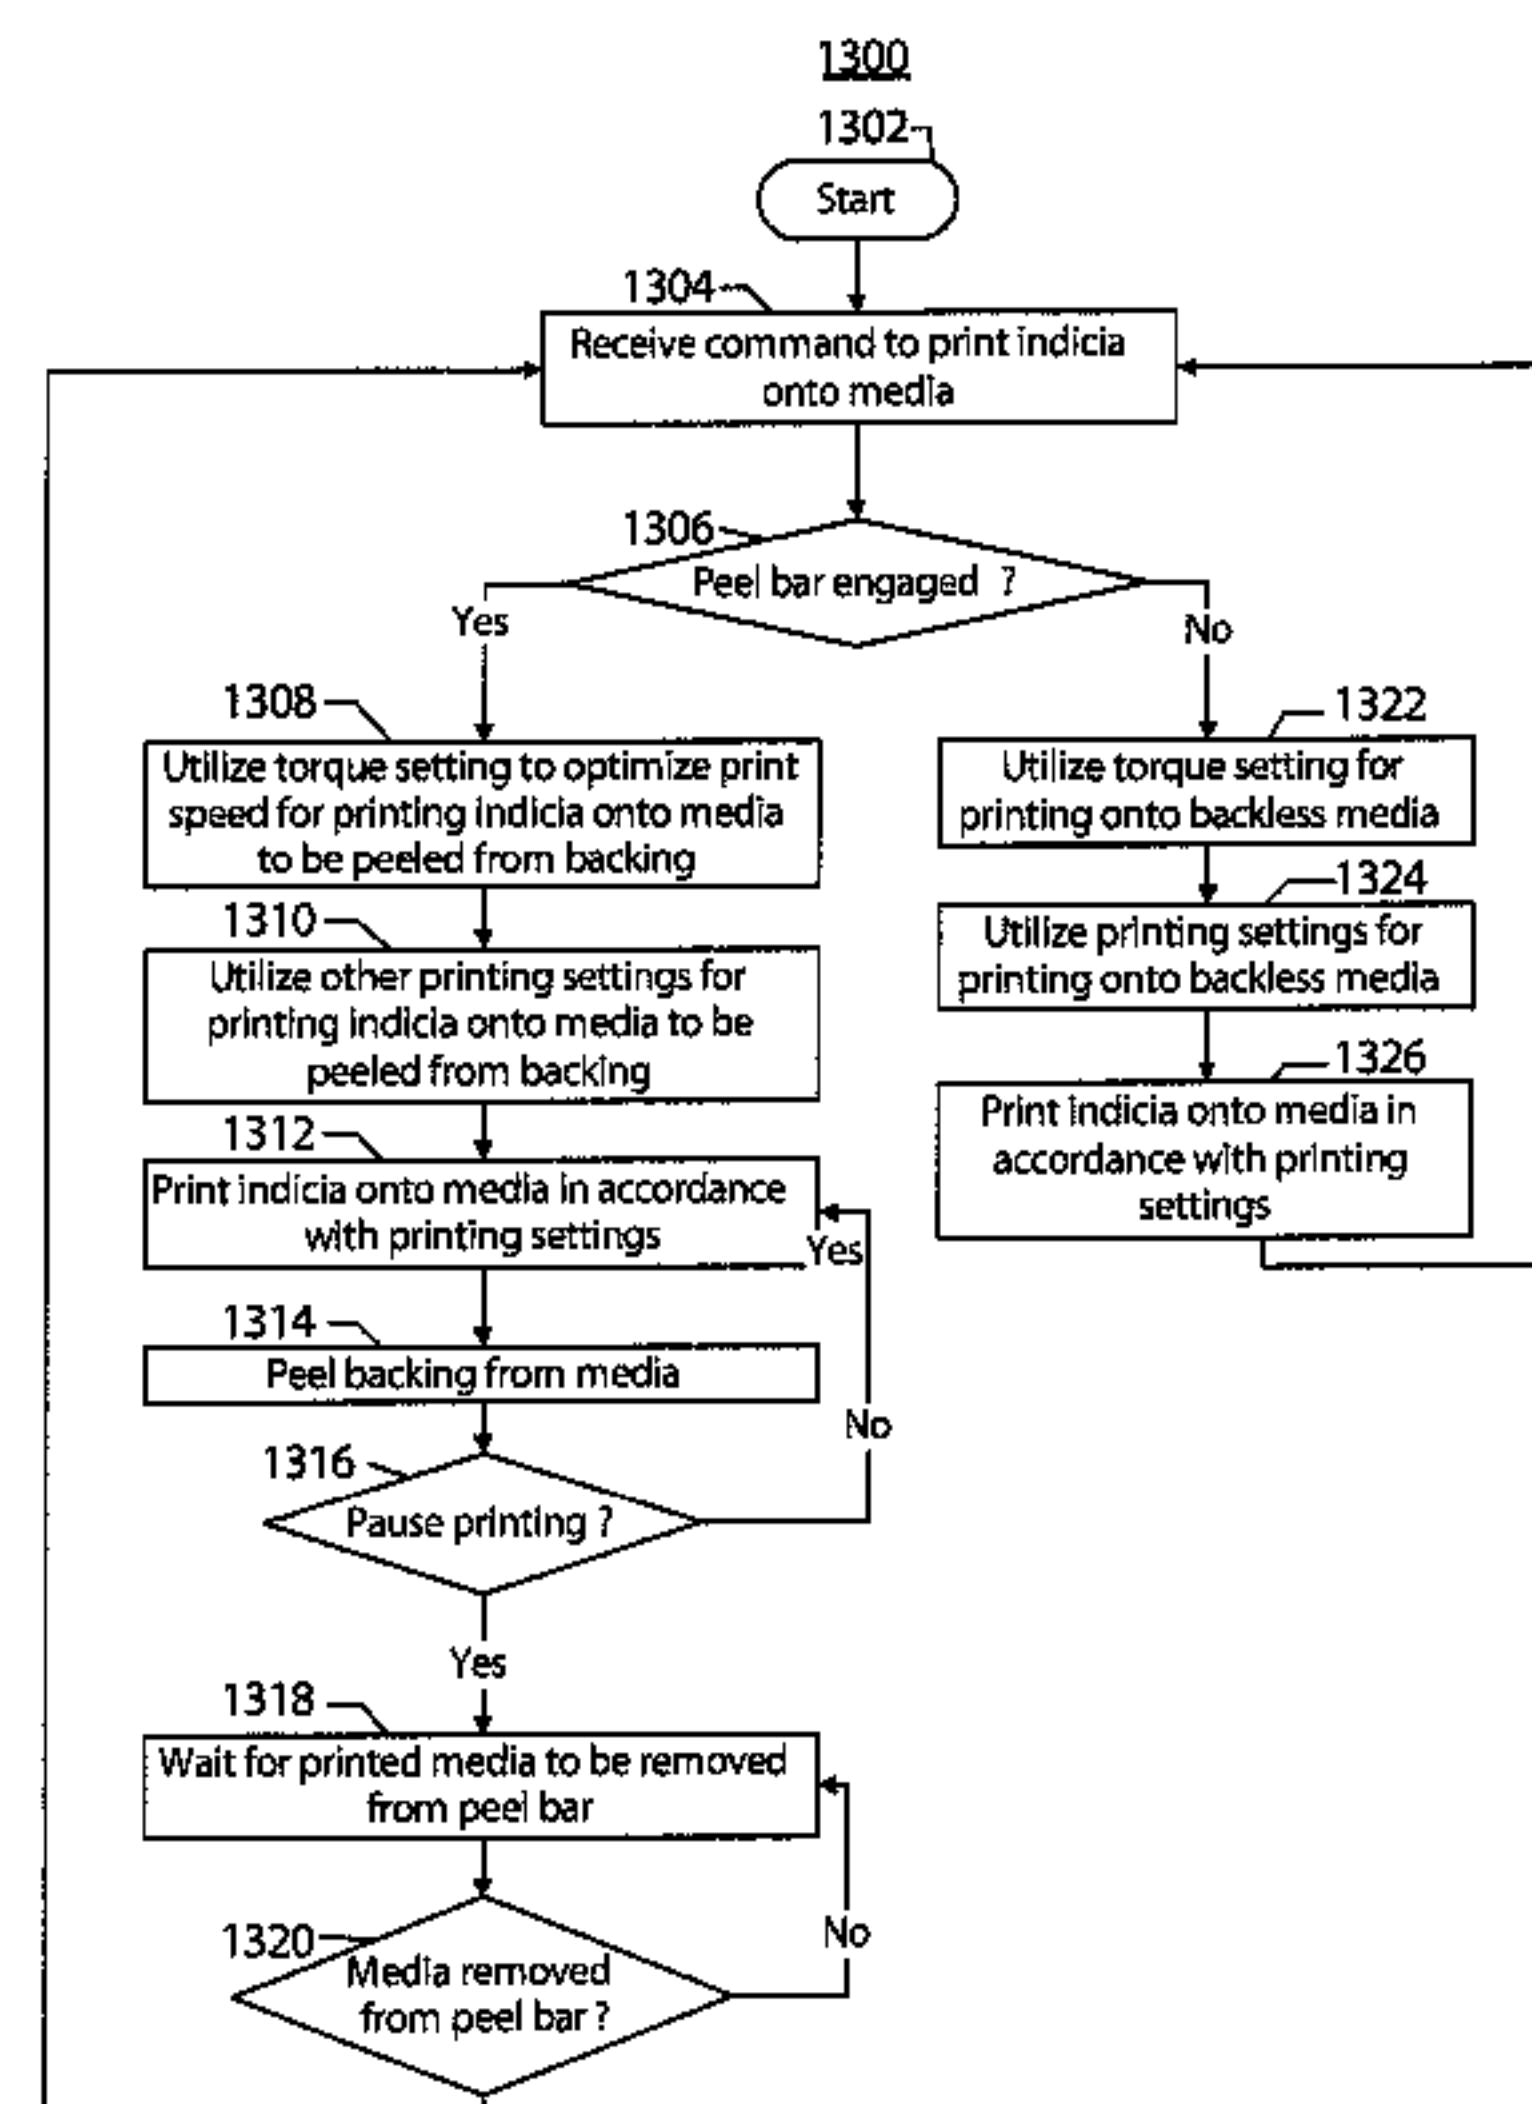 1300
1302
Start
1304
Receive command to print indicia
onto media
1306
Peel bar engaged ?
Yes
No
1308
Utilize torque setting to optimize print
speed for printing indicia onto media
to be peeled from backing
1322
Utilize torque setting for
printing onto backless media
1310
Utilize other printing settings for
printing indicia onto media to be
peeled from backing
1324
Utilize printing settings for
printing onto backless media
1312
Print indicia onto media in accordance
with printing settings
Yes
1326
Print indicia onto media in
accordance with printing
settings
1314
Peel backing from media
No
1316
Pause printing ?
Yes
1318
Wait for printed media to be removed
from peel bar
No
1320
Media removed
from peel bar ?